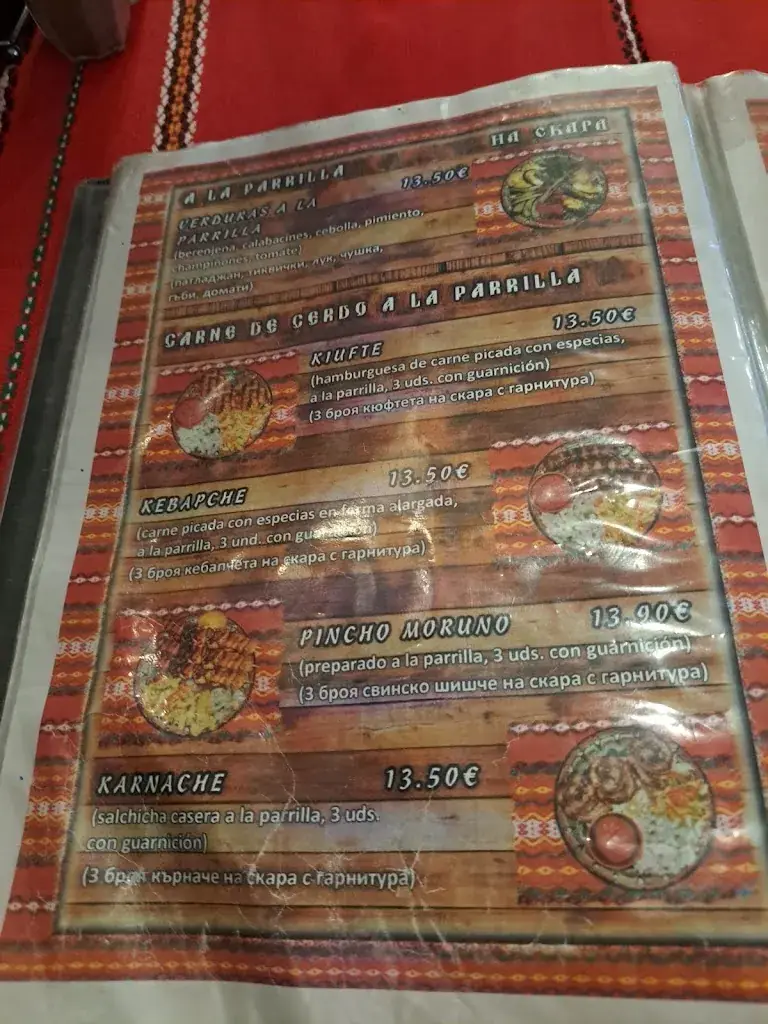 A LA PARRILLA
НА СКАРА
VERDURAS A LA
PARRILLA
13.50€
(berenjena, calabacines, cebolla, pimiento,
champiñones, tomate)
(патладжан, тиквички, лук, чушка,
гъби, домати)
CARNE DE CERDO A LA PARRILLA
KIUFTE
13.50€
(hamburguesa de carne picada con especias,
a la parrilla, 3 uds. con guarnición)
(3 броя кюфтета на скара с гарнитура)
KEBAPCHE
13.50€
(carne picada con especias en forma alargada,
a la parrilla, 3 und. con guarnición)
(3 броя кебапчета на скара с гарнитура)
PINCHO MORUNO
13.90€
(preparado a la parrilla, 3 uds. con guarnición)
(3 броя свинско шишче на скара с гарнитура)
KARNACHE
13.50€
(salchicha casera a la parrilla, 3 uds.
con guarnición)
(3 броя кърначе на скара с гарнитура)